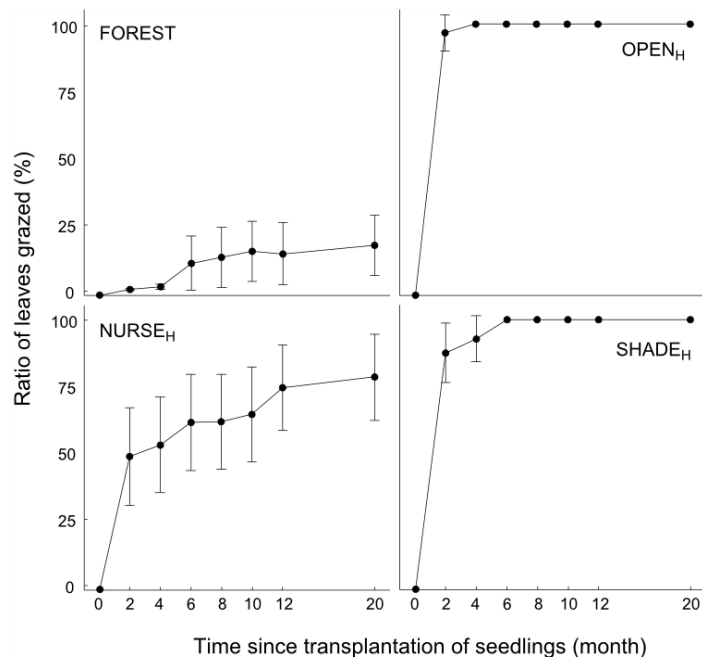 FOREST
OPENH
NURSEH
SHADEH
Ratio of leaves grazed (%)
100
75
50
25
0
100
75
50
25
0
0 2 4 6 8 10 12 20
0 2 4 6 8 10 12 20
Time since transplantation of seedlings (month)